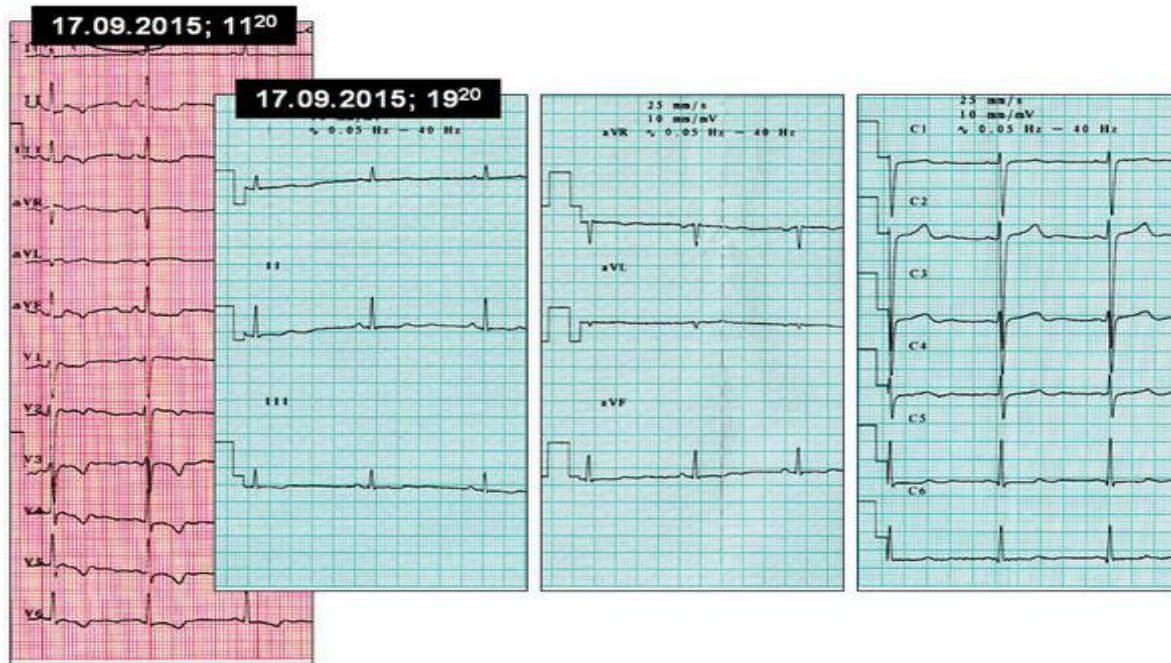 17.09.2015; 11²⁰
II
III
aVR
aVL
aVF
V1
V2
V3
V4
V5
V6
17.09.2015; 19²⁰
∿ 0.05 Hz — 40 Hz
II
III
25 mm/s
10 mm/mV
aVR ∿ 0.05 Hz — 40 Hz
aVL
aVF
25 mm/s
10 mm/mV
C1 ∿ 0.05 Hz — 40 Hz
C2
C3
C4
C5
C6